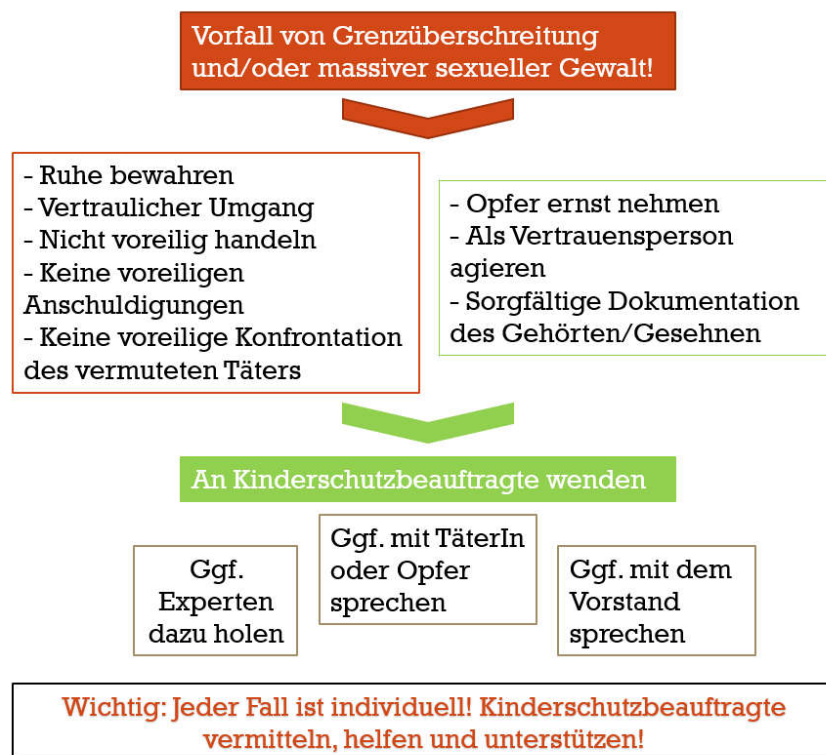 Vorfall von Grenzüberschreitung
und/oder massiver sexueller Gewalt!
- Ruhe bewahren
- Vertraulicher Umgang
- Nicht voreilig handeln
- Keine voreiligen
Anschuldigungen
- Keine voreilige Konfrontation
des vermuteten Täters
- Opfer ernst nehmen
- Als Vertrauensperson
agieren
- Sorgfältige Dokumentation
des Gehörten/Gesehnen
An Kinderschutzbeauftragte wenden
Ggf.
Experten
dazu holen
Ggf. mit TäterIn
oder Opfer
sprechen
Ggf. mit dem
Vorstand
sprechen
Wichtig: Jeder Fall ist individuell! Kinderschutzbeauftragte
vermitteln, helfen und unterstützen!